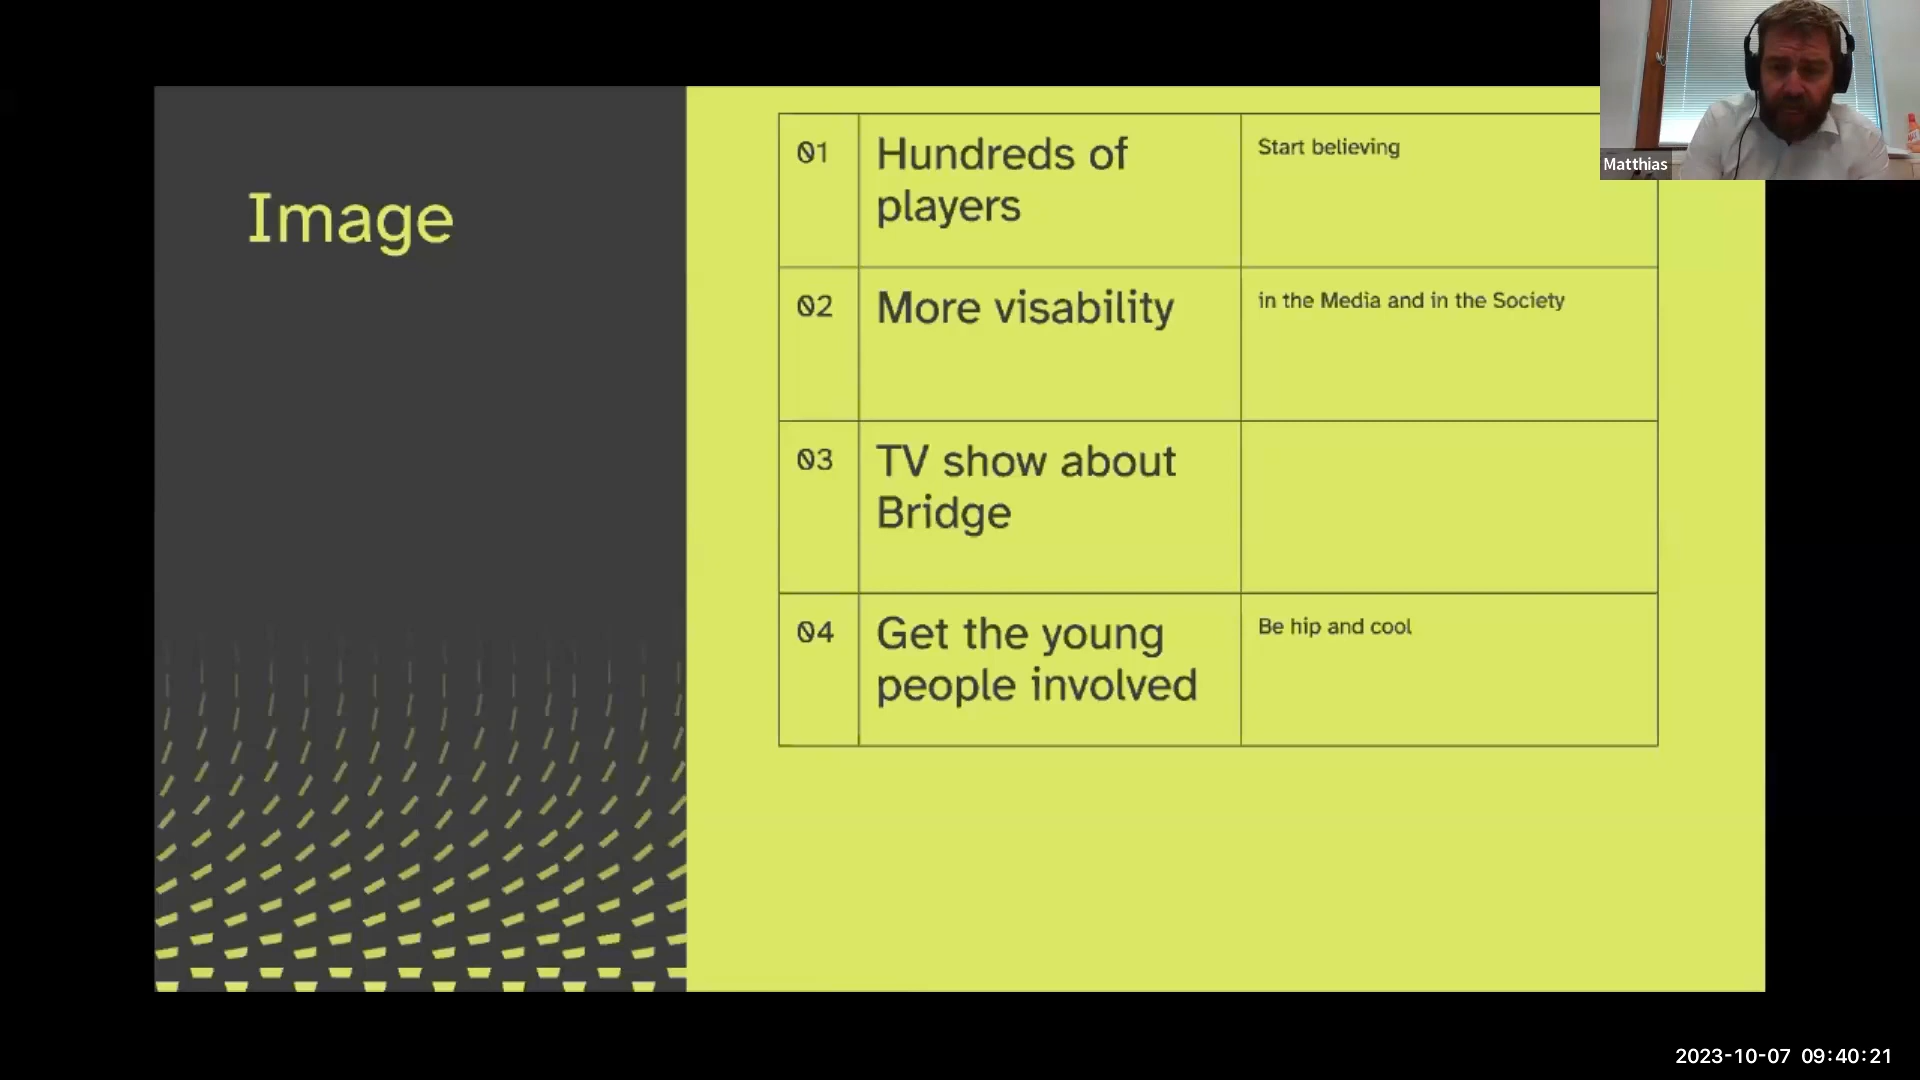 Image
01
Hundreds of
players
Start believing
02
More visability
in the Media and in the Society
03
TV show about
Bridge
04
Get the young
people involved
Be hip and cool
Matthias
2023-10-07 09:40:21